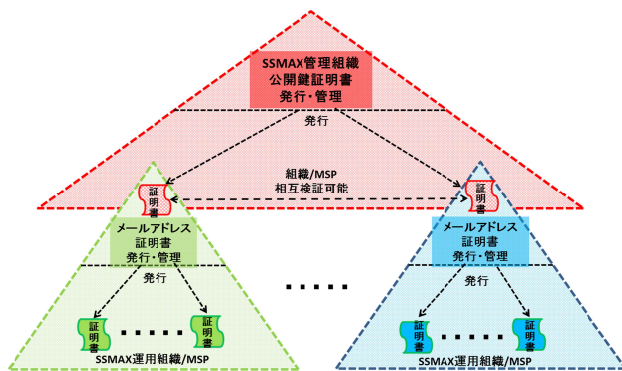 SSMAX管理組織
公開鍵証明書
発行・管理
発行
組織/MSP
相互検証可能
証明書
証明書
メールアドレス
証明書
発行・管理
メールアドレス
証明書
発行・管理
発行
発行
証明書
証明書
証明書
証明書
SSMAX運用組織/MSP
SSMAX運用組織/MSP